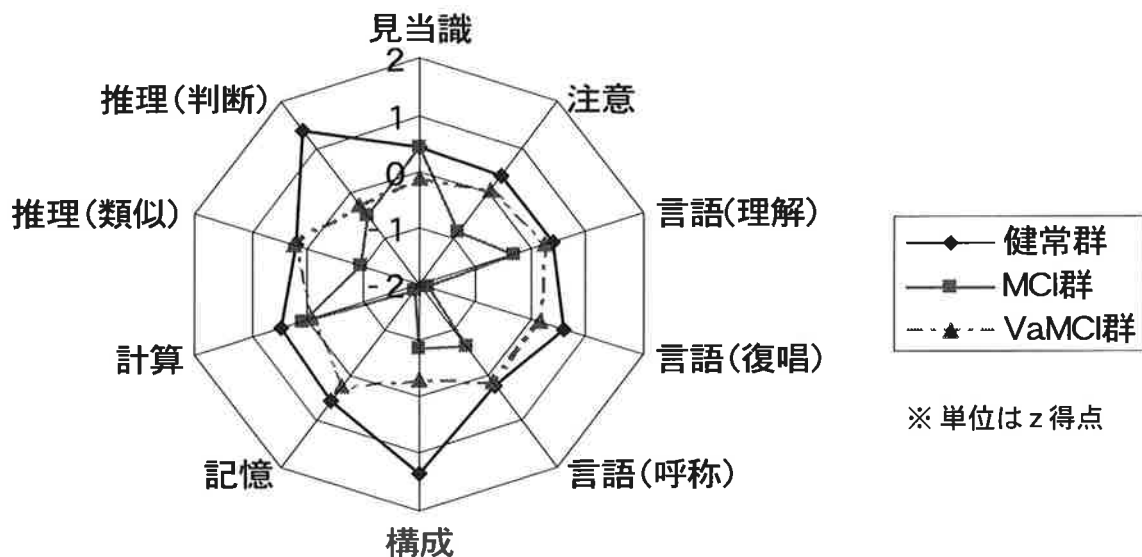 見当識
注意
言語(理解)
言語(復唱)
言語(呼称)
構成
記憶
計算
推理(類似)
推理(判断)
2
1
0
-1
-2
健常群
MCI群
VaMCI群
※ 単位は z 得点